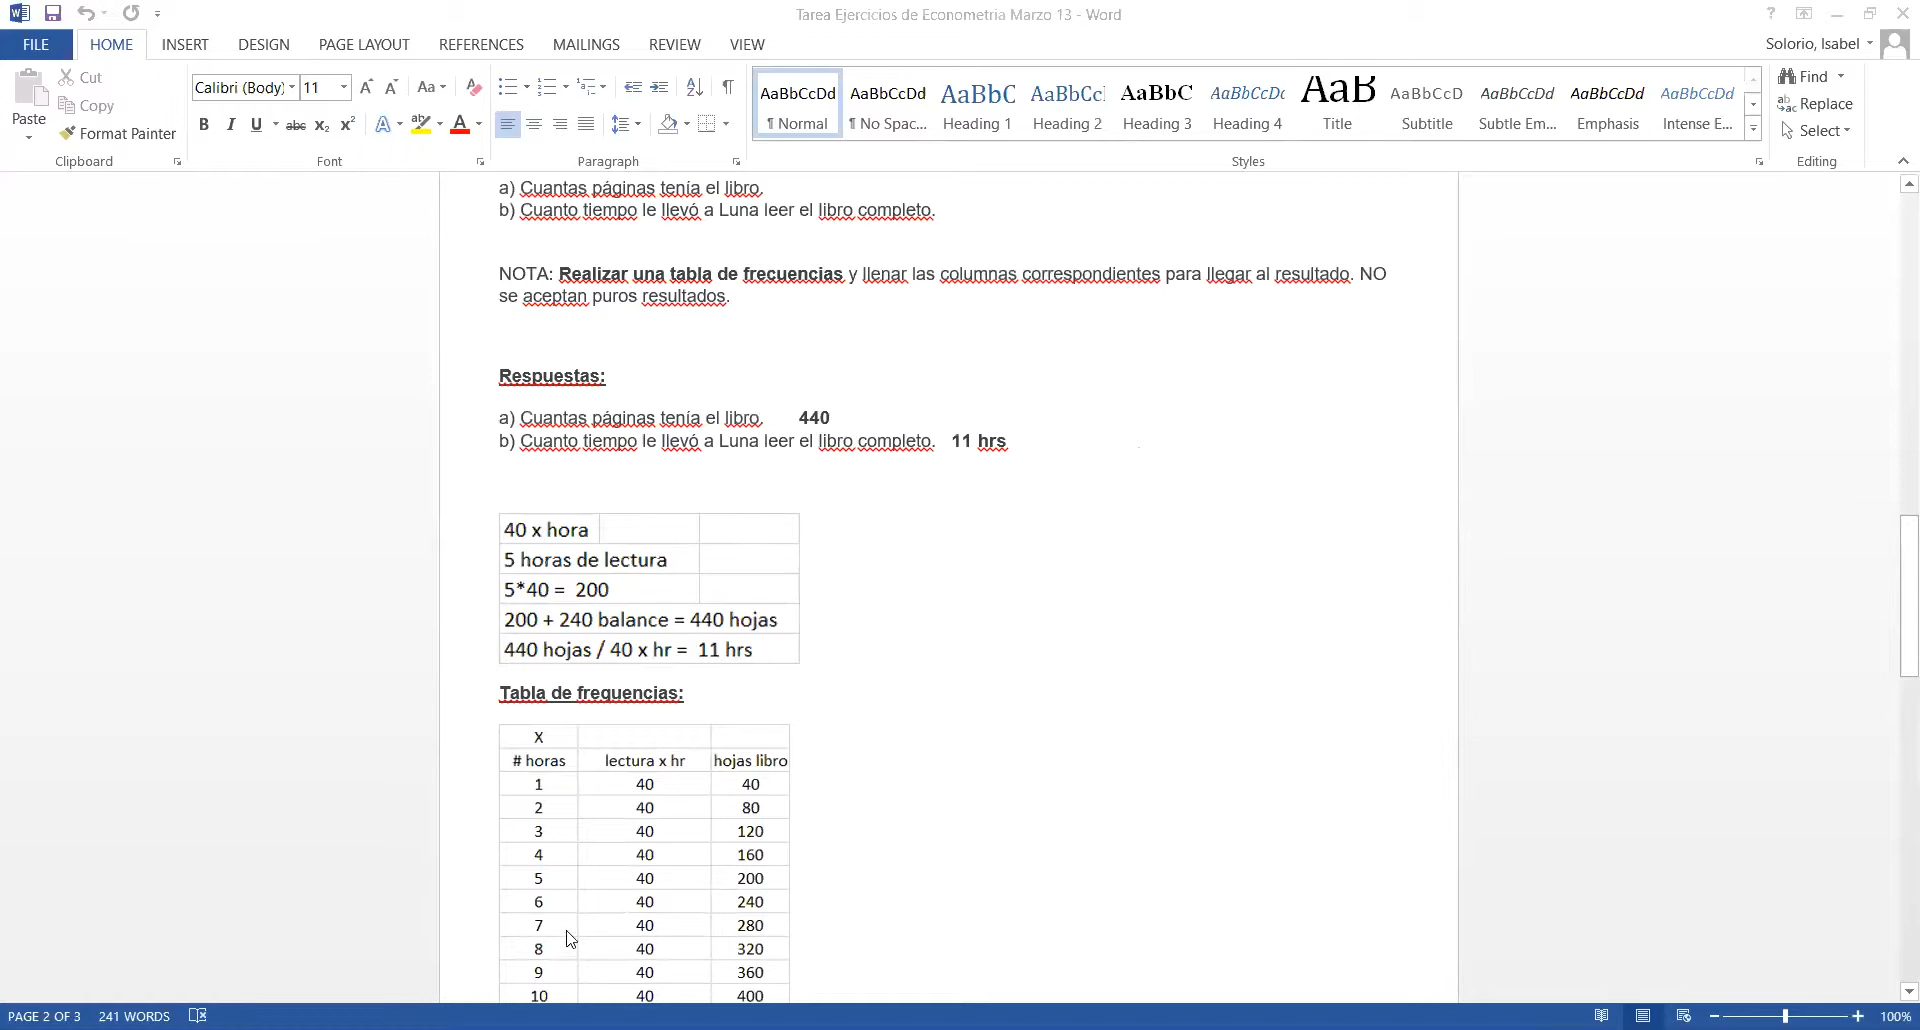 Tarea Ejercicios de Econometria Marzo 13 - Word
FILE HOME INSERT DESIGN PAGE LAYOUT REFERENCES MAILINGS REVIEW VIEW
Solorio, Isabel
Paste
Cut
Copy
Format Painter
Clipboard
Calibri (Body) 11
Font
Paragraph
AaBbCcDd ¶ Normal
AaBbCcDd ¶ No Spac...
AaBbC Heading 1
AaBbCc Heading 2
AaBbC Heading 3
AaBbCcDc Heading 4
AaB Title
AaBbCcD Subtitle
AaBbCcDd Subtle Em...
AaBbCcDd Emphasis
AaBbCcDd Intense E...
Styles
Find
Replace
Select
Editing
a) Cuantas páginas tenía el libro.
b) Cuanto tiempo le llevó a Luna leer el libro completo.
NOTA: Realizar una tabla de frecuencias y llenar las columnas correspondientes para llegar al resultado. NO
se aceptan puros resultados.
Respuestas:
a) Cuantas páginas tenía el libro. 440
b) Cuanto tiempo le llevó a Luna leer el libro completo. 11 hrs
40 x hora
5 horas de lectura
5*40 = 200
200 + 240 balance = 440 hojas
440 hojas / 40 x hr = 11 hrs
Tabla de frequencias:
X
# horas lectura x hr hojas libro
1 40 40
2 40 80
3 40 120
4 40 160
5 40 200
6 40 240
7 40 280
8 40 320
9 40 360
10 40 400
PAGE 2 OF 3 241 WORDS 100%